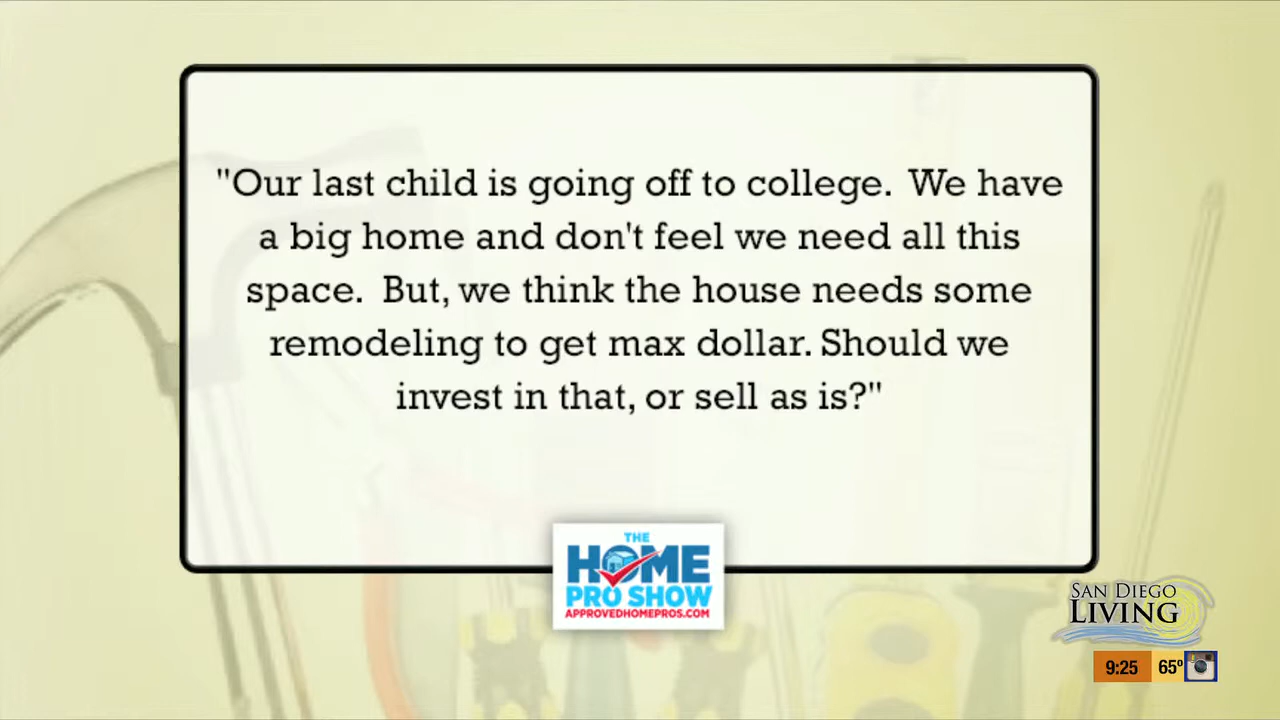 "Our last child is going off to college.  We have
a big home and don't feel we need all this
space.  But, we think the house needs some
remodeling to get max dollar. Should we
invest in that, or sell as is?"
THE
HOME
PRO SHOW
APPROVEDHOMEPROS.COM
SAN DIEGO
LIVING
9:25 65º